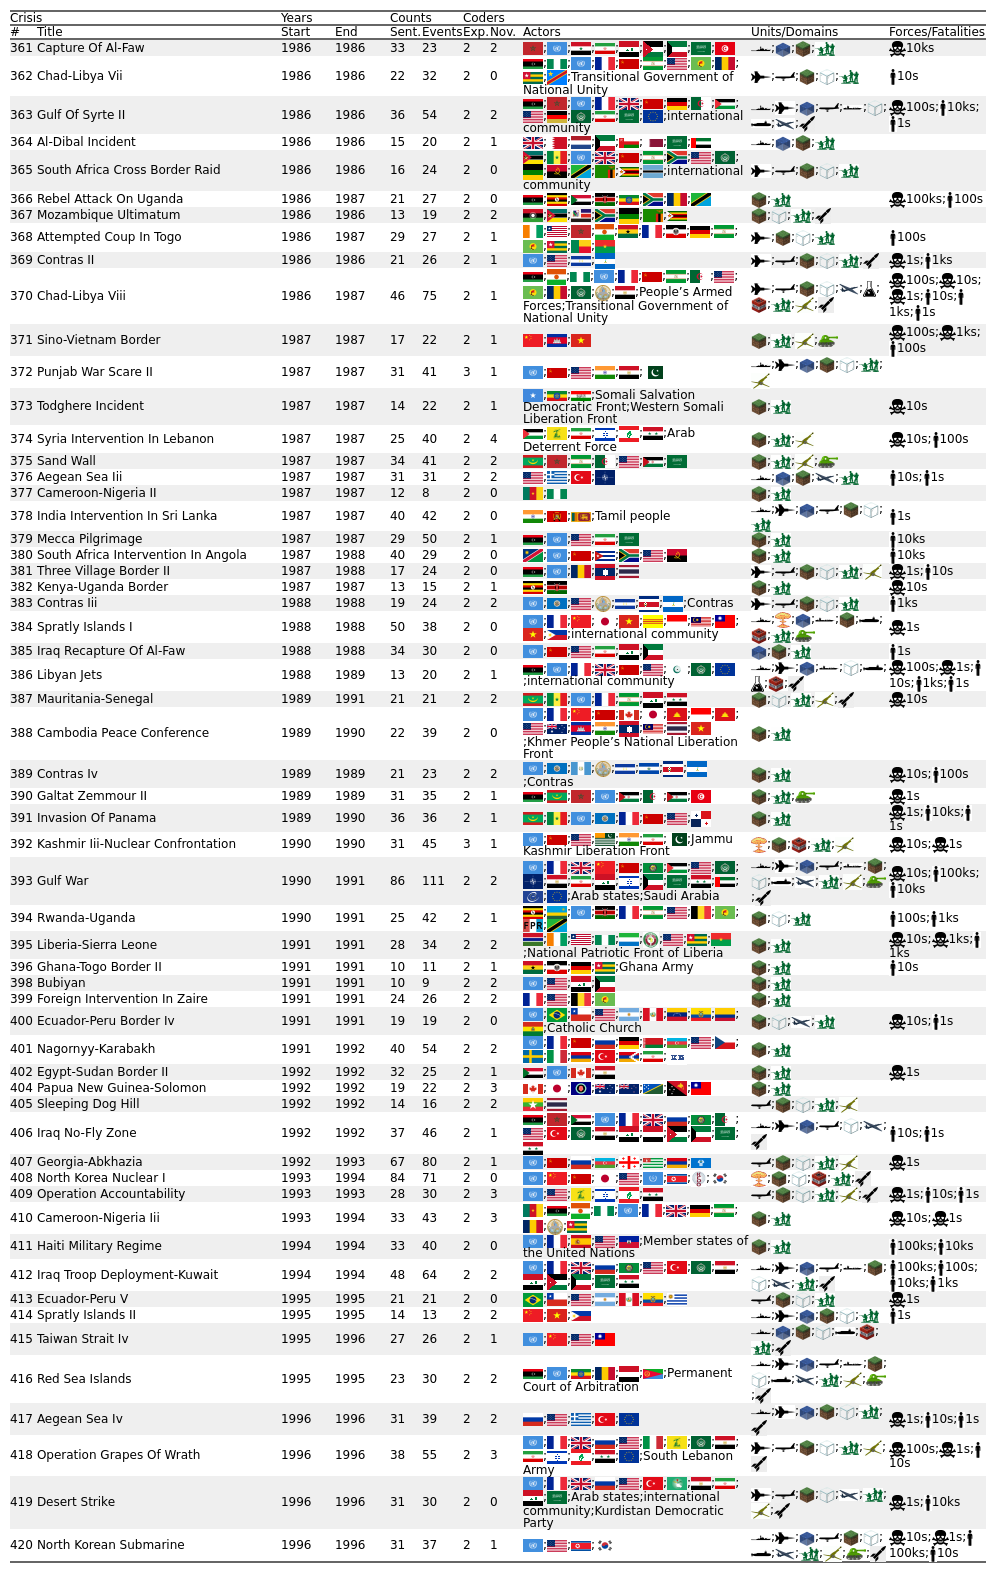 Crisis Years Counts Coders
# Title Start End Sent. Events Exp. Nov. Actors Units/Domains Forces/Fatalities
361 Capture Of Al-Faw 1986 1986 33 23 2 2 ;;;;;;;; ;;; 10ks
362 Chad-Libya Vii 1986 1986 22 32 2 0 ;Transitional Government of National Unity 10s
363 Gulf Of Syrte II 1986 1986 36 54 2 2 ;international community 100s;10ks;1s
364 Al-Dibal Incident 1986 1986 15 20 2 1
365 South Africa Cross Border Raid 1986 1986 16 24 2 0 ;international community
366 Rebel Attack On Uganda 1986 1987 21 27 2 0 100ks;100s
367 Mozambique Ultimatum 1986 1986 13 19 2 2
368 Attempted Coup In Togo 1986 1987 29 27 2 1 100s
369 Contras II 1986 1986 21 26 2 1 1s;1ks
370 Chad-Libya Viii 1986 1987 46 75 2 1 ;People's Armed Forces;Transitional Government of National Unity 100s;10s;1s;10s;1ks;1s
371 Sino-Vietnam Border 1987 1987 17 22 2 1 100s;1ks;100s
372 Punjab War Scare II 1987 1987 31 41 3 1
373 Todghere Incident 1987 1987 14 22 2 1 ;Somali Salvation Democratic Front;Western Somali Liberation Front 10s
374 Syria Intervention In Lebanon 1987 1987 25 40 2 4 ;Arab Deterrent Force 10s;100s
375 Sand Wall 1987 1987 34 41 2 2
376 Aegean Sea Iii 1987 1987 31 31 2 2 10s;1s
377 Cameroon-Nigeria II 1987 1987 12 8 2 0
378 India Intervention In Sri Lanka 1987 1987 40 42 2 0 ;Tamil people 1s
379 Mecca Pilgrimage 1987 1987 29 50 2 1 10ks
380 South Africa Intervention In Angola 1987 1988 40 29 2 0 10ks
381 Three Village Border II 1987 1988 17 24 2 0 1s;10s
382 Kenya-Uganda Border 1987 1987 13 15 2 1 10s
383 Contras Iii 1988 1988 19 24 2 2 ;Contras 1ks
384 Spratly Islands I 1988 1988 50 38 2 0 ;international community 1s
385 Iraq Recapture Of Al-Faw 1988 1988 34 30 2 0 1s
386 Libyan Jets 1988 1989 13 20 2 1 ;international community 100s;1s;10s;1ks;1s
387 Mauritania-Senegal 1989 1991 21 21 2 2 10s
388 Cambodia Peace Conference 1989 1990 22 39 2 0 ;Khmer People's National Liberation Front
389 Contras Iv 1989 1989 21 23 2 2 ;Contras 10s;100s
390 Galtat Zemmour II 1989 1989 31 35 2 1 1s
391 Invasion Of Panama 1989 1990 36 36 2 1 1s;10ks;1s
392 Kashmir Iii-Nuclear Confrontation 1990 1990 31 45 3 1 ;Jammu Kashmir Liberation Front 10s;1s
393 Gulf War 1990 1991 86 111 2 2 ;Arab states;Saudi Arabia 10s;100ks;10ks
394 Rwanda-Uganda 1990 1991 25 42 2 1 FPR 100s;1ks
395 Liberia-Sierra Leone 1991 1991 28 34 2 2 ;National Patriotic Front of Liberia 10s;1ks;1ks
396 Ghana-Togo Border II 1991 1991 10 11 2 1 ;Ghana Army 10s
398 Bubiyan 1991 1991 10 9 2 2
399 Foreign Intervention In Zaire 1991 1991 24 26 2 2
400 Ecuador-Peru Border Iv 1991 1991 19 19 2 0 ;Catholic Church 10s;1s
401 Nagornyy-Karabakh 1991 1992 40 54 2 2
402 Egypt-Sudan Border II 1991 1992 32 25 2 1 1s
404 Papua New Guinea-Solomon 1992 1992 19 22 2 3
405 Sleeping Dog Hill 1992 1992 14 16 2 2
406 Iraq No-Fly Zone 1992 1992 37 46 2 1 10s;1s
407 Georgia-Abkhazia 1992 1993 67 80 2 1 1s
408 North Korea Nuclear I 1993 1994 84 71 2 0
409 Operation Accountability 1993 1993 28 30 2 3 1s;10s;1s
410 Cameroon-Nigeria Iii 1993 1994 33 43 2 3 10s;1s
411 Haiti Military Regime 1994 1994 33 40 2 0 ;Member states of the United Nations 100ks;10ks
412 Iraq Troop Deployment-Kuwait 1994 1994 48 64 2 2 100ks;100s;10ks;1ks
413 Ecuador-Peru V 1995 1995 21 21 2 0 1s
414 Spratly Islands II 1995 1995 14 13 2 2 1s
415 Taiwan Strait Iv 1995 1996 27 26 2 1
416 Red Sea Islands 1995 1995 23 30 2 2 ;Permanent Court of Arbitration
417 Aegean Sea Iv 1996 1996 31 39 2 2 1s;10s;1s
418 Operation Grapes Of Wrath 1996 1996 38 55 2 3 ;South Lebanon Army 100s;1s;10s
419 Desert Strike 1996 1996 31 30 2 0 ;Arab states;international community;Kurdistan Democratic Party 1s;10ks
420 North Korean Submarine 1996 1996 31 37 2 1 10s;1s;100ks;10s